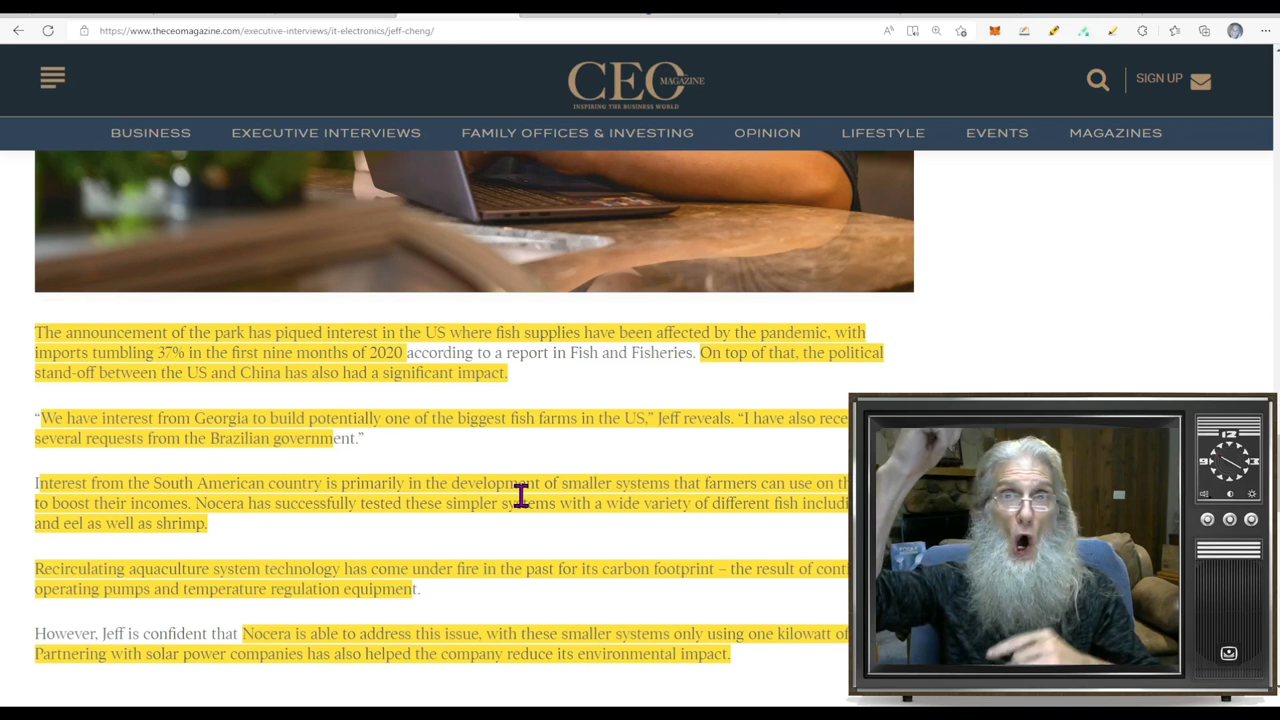 https://www.theceomagazine.com/executive-interviews/it-electronics/jeff-cheng/
CEO MAGAZINE
INSPIRING THE BUSINESS WORLD
SIGN UP
BUSINESS EXECUTIVE INTERVIEWS FAMILY OFFICES & INVESTING OPINION LIFESTYLE EVENTS MAGAZINES
The announcement of the park has piqued interest in the US where fish supplies have been affected by the pandemic, with
imports tumbling 37% in the first nine months of 2020 according to a report in Fish and Fisheries. On top of that, the political
stand-off between the US and China has also had a significant impact.
“We have interest from Georgia to build potentially one of the biggest fish farms in the US,” Jeff reveals. “I have also rece
several requests from the Brazilian government.”
Interest from the South American country is primarily in the development of smaller systems that farmers can use on th
to boost their incomes. Nocera has successfully tested these simpler systems with a wide variety of different fish includi
and eel as well as shrimp.
Recirculating aquaculture system technology has come under fire in the past for its carbon footprint – the result of conti
operating pumps and temperature regulation equipment.
However, Jeff is confident that Nocera is able to address this issue, with these smaller systems only using one kilowatt of
Partnering with solar power companies has also helped the company reduce its environmental impact.
12
9 3